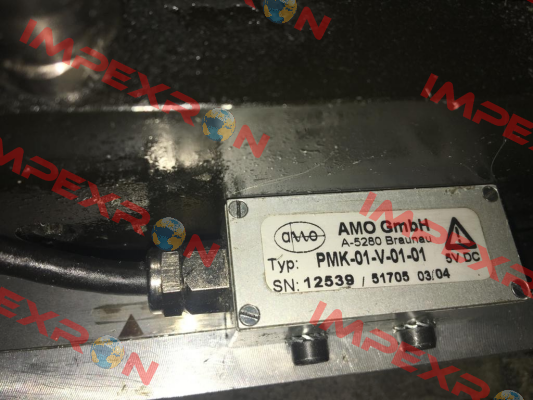 IMPEXRON
IMPEXRON
IMPEXRON
IMPEXRON
IMPEXRON
IMPEXRON
amo
AMO GmbH
A-5280 Braunau
Typ: PMK-01-V-01-01
5V DC
SN: 12539 / 51705 03/04